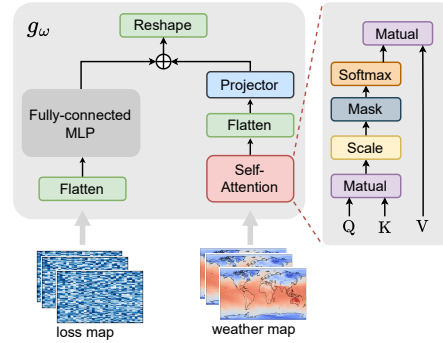 gω
Reshape
Fully-connected
MLP
Flatten
Projector
Flatten
Self-
Attention
loss map
weather map
Matual
Softmax
Mask
Scale
Matual
Q
K
V